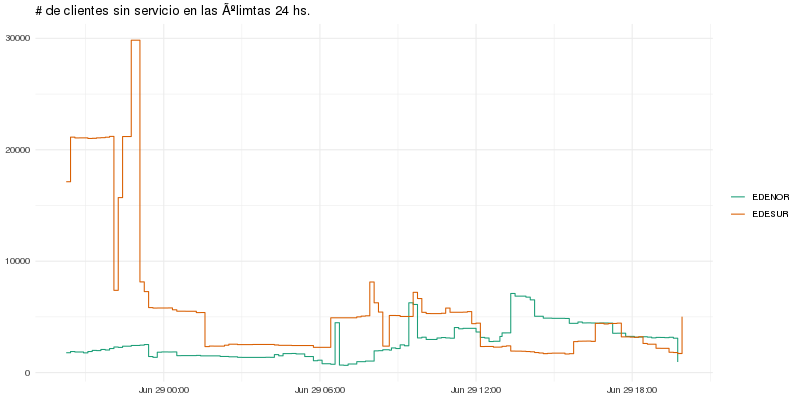 # de clientes sin servicio en las Ãºlimtas 24 hs.
30000
20000
10000
0
Jun 29 00:00
Jun 29 06:00
Jun 29 12:00
Jun 29 18:00
EDENOR
EDESUR